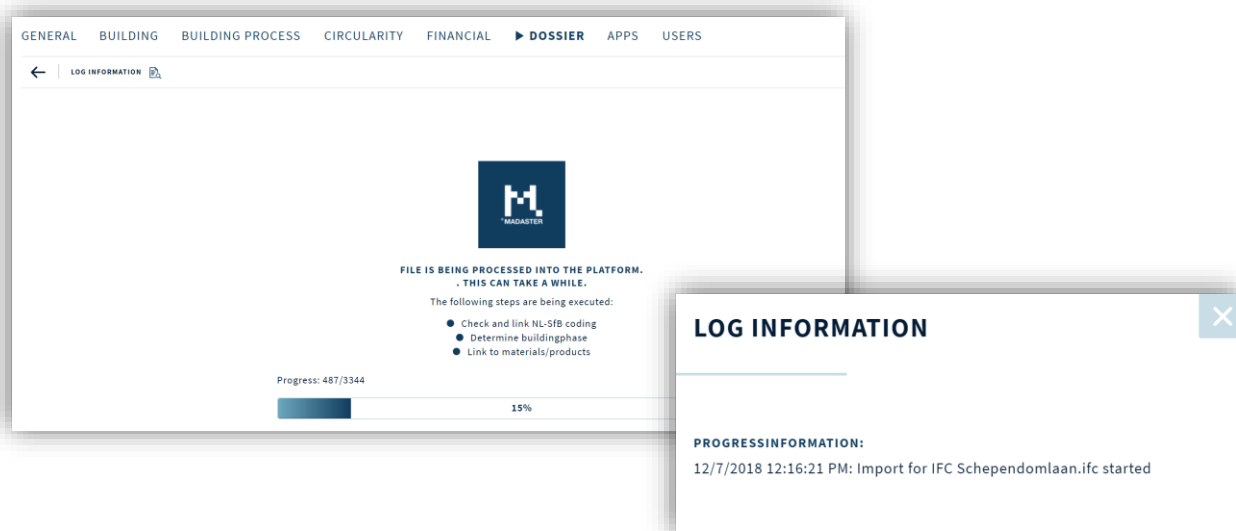 GENERAL BUILDING BUILDING PROCESS CIRCULARITY FINANCIAL ▶ DOSSIER APPS USERS
LOG INFORMATION
M.
MADASTER
FILE IS BEING PROCESSED INTO THE PLATFORM.
. THIS CAN TAKE A WHILE.
The following steps are being executed:
● Check and link NL-SfB coding
● Determine buildingphase
● Link to materials/products
Progress: 487/3344
15%
LOG INFORMATION
PROGRESSINFORMATION:
12/7/2018 12:16:21 PM: Import for IFC Schependomlaan.ifc started